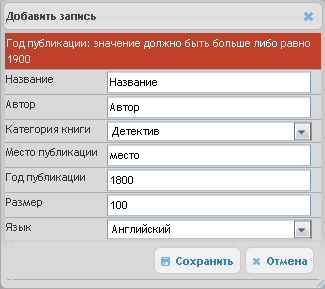 Добавить запись
Год публикации: значение должно быть больше либо равно
1900
Название Название
Автор Автор
Категория книги Детектив
Место публикации место
Год публикации 1800
Размер 100
Язык Английский
Сохранить Отмена